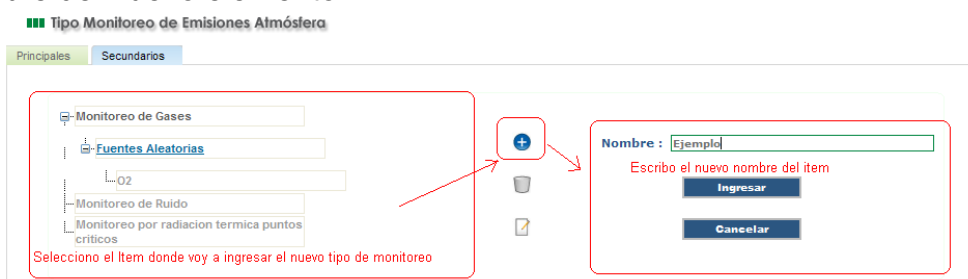 Tipo Monitoreo de Emisiones Atmósfera
Principales
Secundarios
Monitoreo de Gases
Fuentes Aleatorias
O2
Monitoreo de Ruido
Monitoreo por radiacion termica puntos
criticos
Selecciono el Item donde voy a ingresar el nuevo tipo de monitoreo
Nombre : Ejemplo
Escribo el nuevo nombre del item
Ingresar
Cancelar